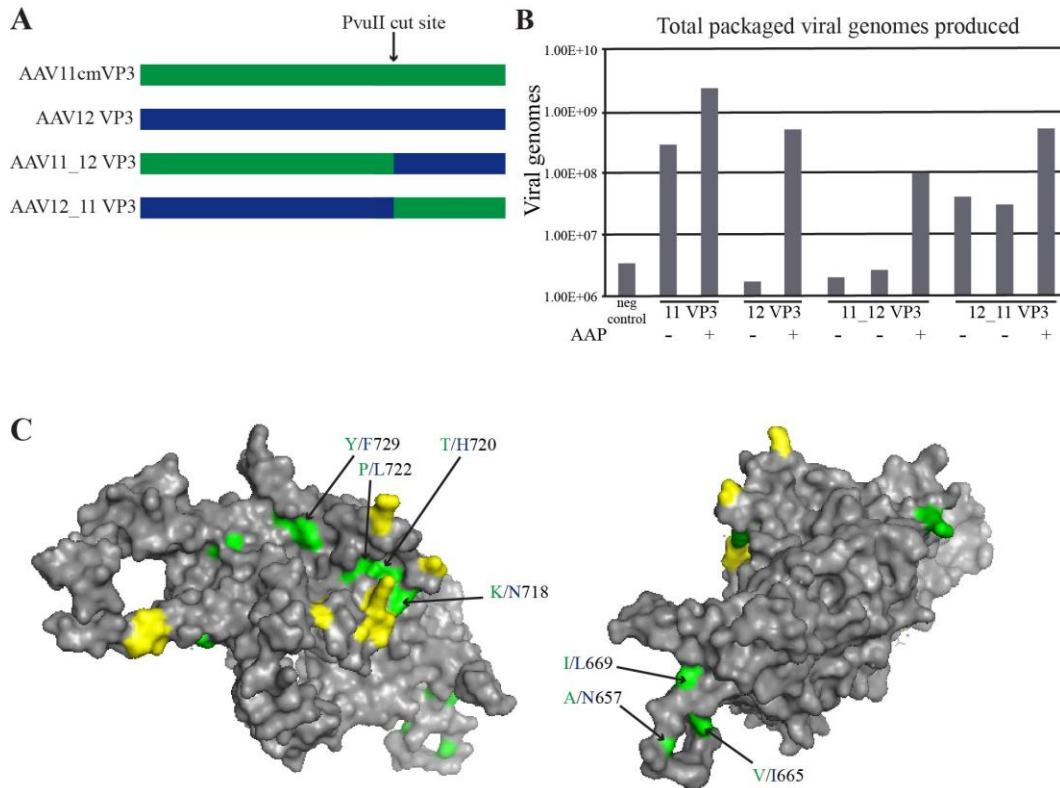 A
PvuII cut site
AAV11cmVP3
AAV12 VP3
AAV11_12 VP3
AAV12_11 VP3
B
Total packaged viral genomes produced
Viral genomes
1.00E+10
1.00E+09
1.00E+08
1.00E+07
1.00E+06
neg control
11 VP3
12 VP3
11_12 VP3
12_11 VP3
AAP
- + - + - - + - - +
C
Y/F729
T/H720
P/L722
K/N718
I/L669
A/N657
V/I665